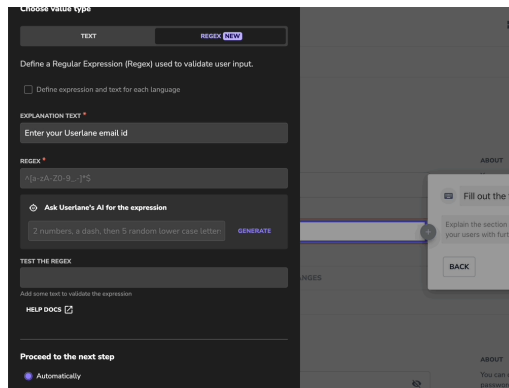 Choose value type
TEXT
REGEX NEW
Define a Regular Expression (Regex) used to validate user input.
Define expression and text for each language
EXPLANATION TEXT *
Enter your Userlane email id
REGEX *
^[a-zA-Z0-9_-]*$
Ask Userlane's AI for the expression
2 numbers, a dash, then 5 random lower case letter
GENERATE
TEST THE REGEX
Add some text to validate the expression
HELP DOCS
Proceed to the next step
Automatically
ABOUT
Fill out the
Explain the section
your users with furt
BACK
ANGES
ABOUT
You can
password